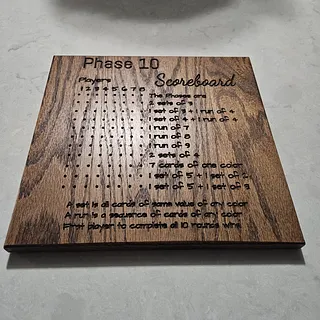 Phase 10
Players Scoreboard
1 2 3 4 5 6 7 8 The Phases are
2 sets of 3
1 set of 3 + 1 run of 4
1 set of 4 + 1 run of 4
1 run of 7
1 run of 8
1 run of 9
2 sets of 4
7 cards of one color
1 set of 5 + 1 set of 2
1 set of 5 + 1 set of 3
A set is all cards of same value of any color
A run is a sequence of cards of any color
First player to complete all 10 rounds wins